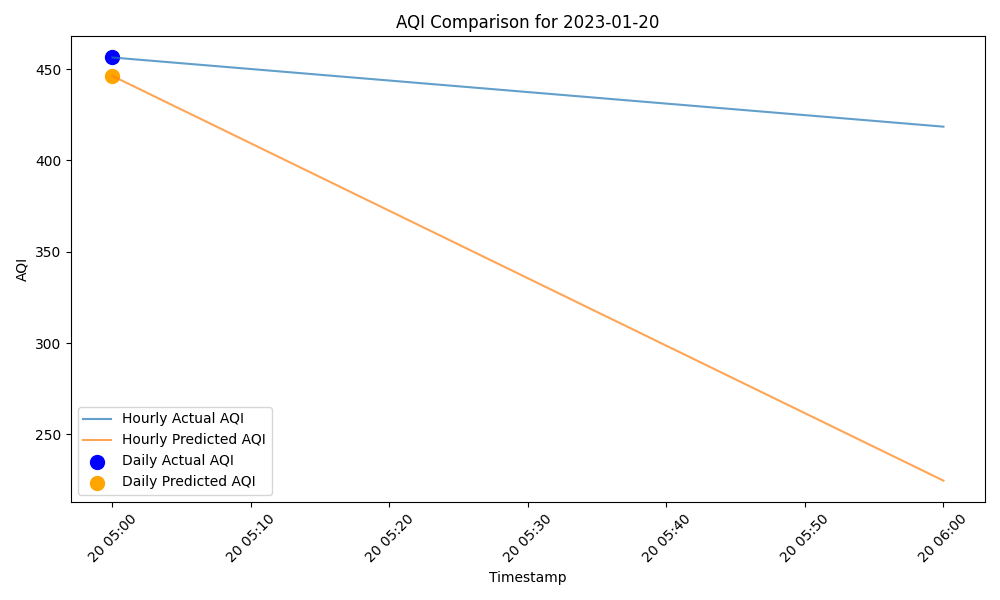 AQI Comparison for 2023-01-20
AQI
450
400
350
300
250
Hourly Actual AQI
Hourly Predicted AQI
Daily Actual AQI
Daily Predicted AQI
20 05:00
20 05:10
20 05:20
20 05:30
20 05:40
20 05:50
20 06:00
Timestamp